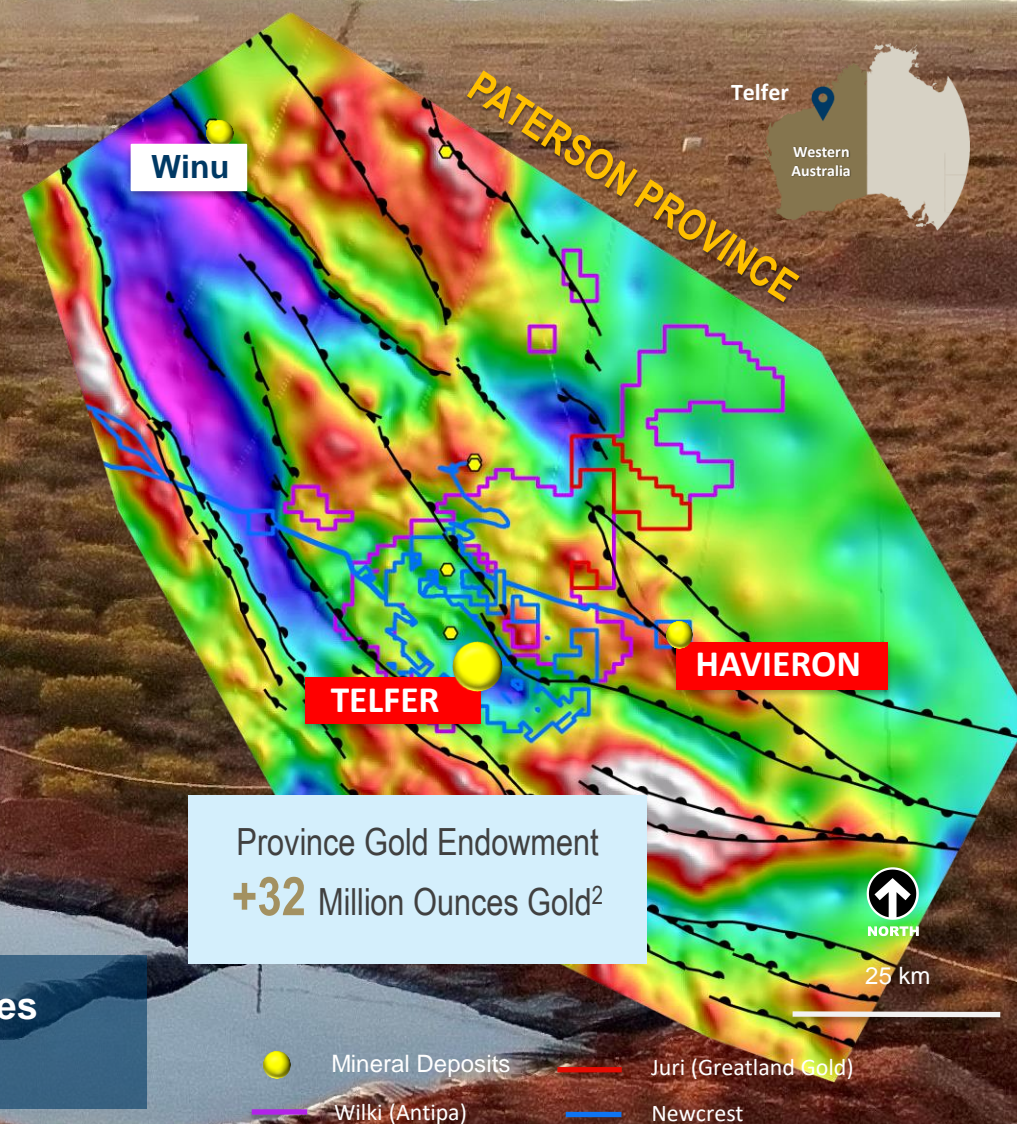 PATERSON PROVINCE
Telfer
Western
Australia
Winu
HAVIERON
TELFER
Province Gold Endowment
+32 Million Ounces Gold²
NORTH
25 km
es
Mineral Deposits
Juri (Greatland Gold)
Wilki (Antipa)
Newcrest